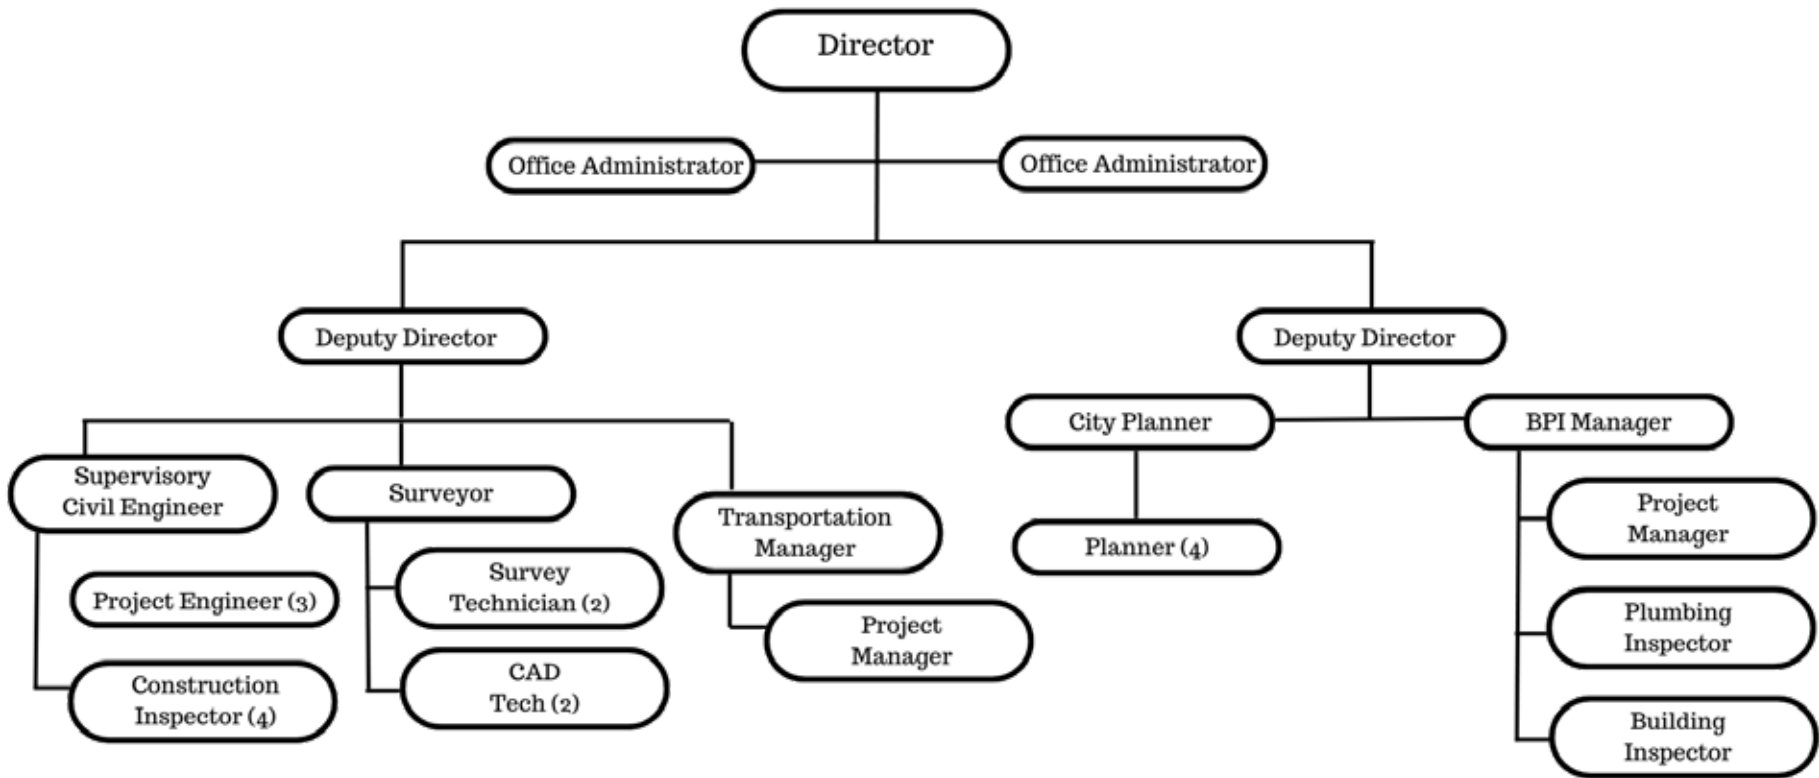 Director
Office Administrator
Office Administrator
Deputy Director
Deputy Director
City Planner
BPI Manager
Supervisory
Civil Engineer
Surveyor
Transportation
Manager
Project
Manager
Planner (4)
Survey
Technician (2)
Project Engineer (3)
Project
Manager
Plumbing
Inspector
Construction
Inspector (4)
CAD
Tech (2)
Building
Inspector